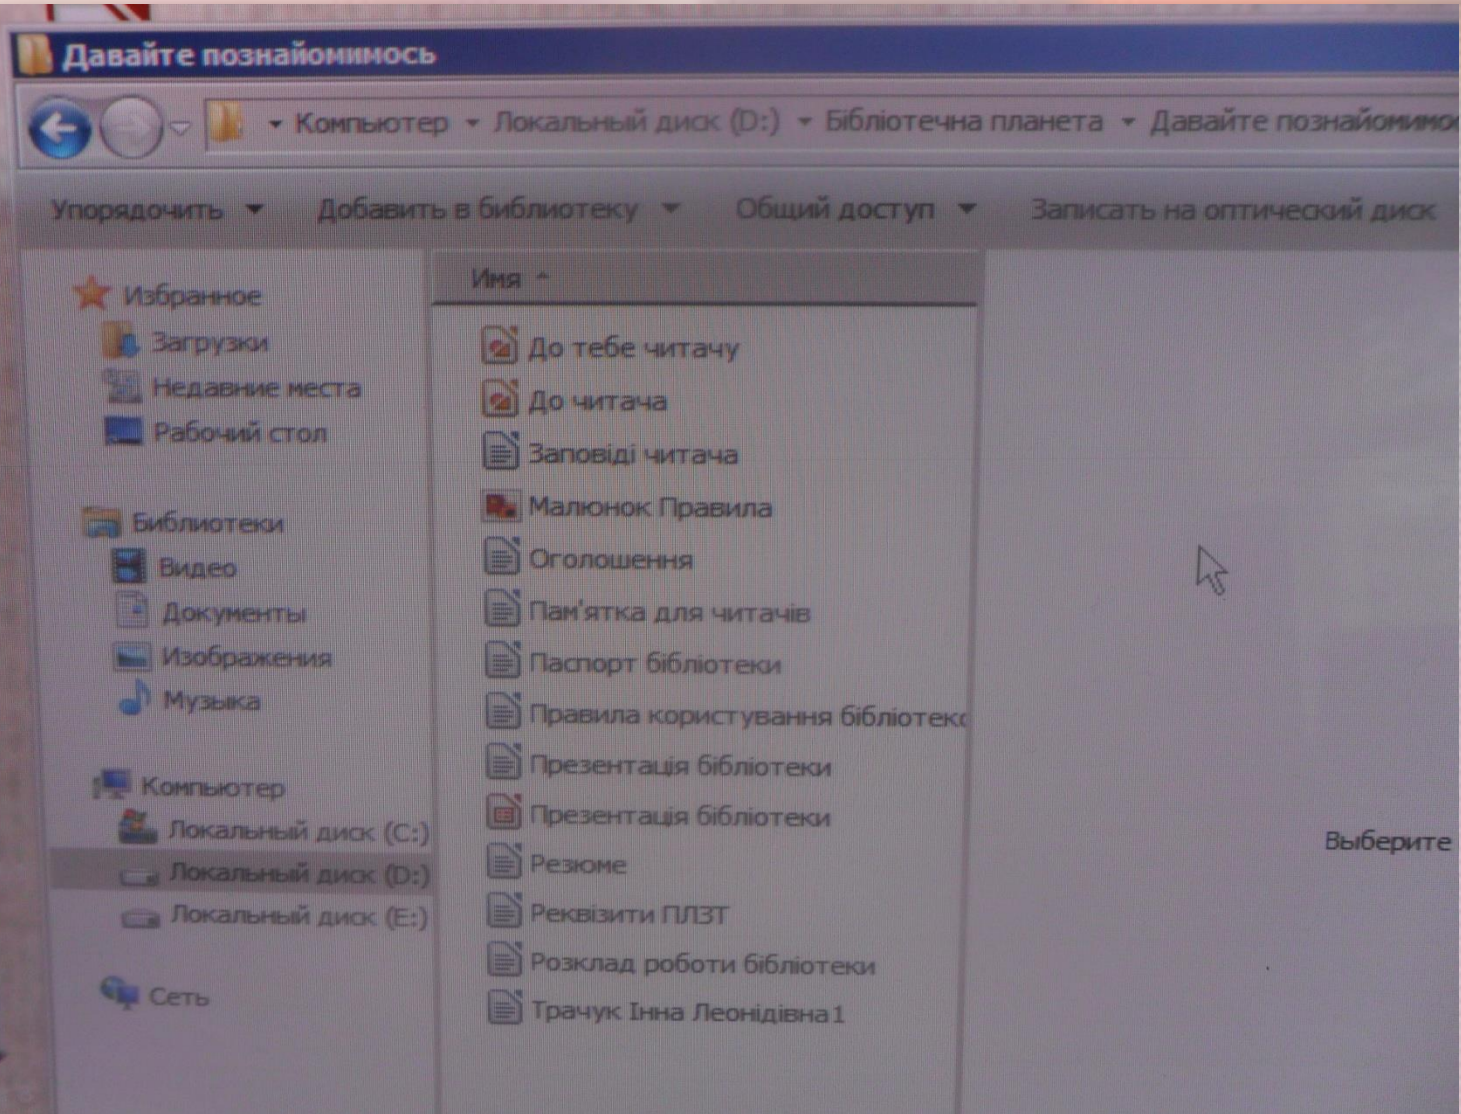 Давайте познайомимось
Компьютер Локальный диск (D:) Бібліотечна планета Давайте
Упорядочить Добавить в библиотеку Общий доступ Записать на оптический диск
Избранное
Загрузки
Недавние места
Рабочий стол
Библиотеки
Видео
Документы
Изображения
Музыка
Компьютер
Локальный диск (C:)
Локальный диск (D:)
Локальный диск (E:)
Сеть
Имя
До тебе читачу
До читача
Заповіді читача
Малюнок Правила
Оголошення
Пам'ятка для читачів
Паспорт бібліотеки
Правила користування
Презентація бібліотеки
Презентація бібліотеки
Резюме
Реквізити ПЛЗТ
Розклад роботи бібліотеки
Трачук Інна Леонідівна1
Выберите